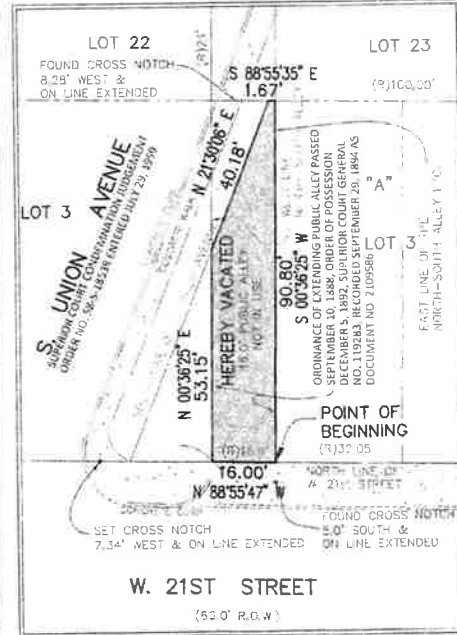 LOT 22
LOT 23
FOUND CROSS NOTCH
8.28' WEST &
ON LINE EXTENDED
S 88°55'35" E
1.67'
(R)100.00'
N 21°30'06" E
40.18'
S. UNION AVENUE
SUPERIOR COURT CONDEMNATION JUDGEMENT
ORDER NO. 58-S-18539 ENTERED JULY 29, 1959
LOT 3
HEREBY VACATED
16.0' PUBLIC ALLEY
NOT IN USE
N 00°36'25" E
53.15'
90.80'
S 00°36'25" W
ORDINANCE OF EXTENDING PUBLIC ALLEY PASSED
SEPTEMBER 10, 1888, ORDER OF POSSESSION
DECEMBER 5, 1892, SUPERIOR COURT GENERAL
NO. 119283, RECORDED SEPTEMBER 29, 1894 AS
DOCUMENT NO 2109586
"A"
LOT 3
EAST LINE OF THE
NORTH-SOUTH ALLEY
POINT OF
BEGINNING
(R)32.05
16.00'
N 88°55'47" W
NORTH LINE OF
W. 21ST STREET
SET CROSS NOTCH
7.34' WEST & ON LINE EXTENDED
FOUND CROSS NOTCH
5.0' SOUTH &
ON LINE EXTENDED
W. 21ST STREET
R.O.W.)